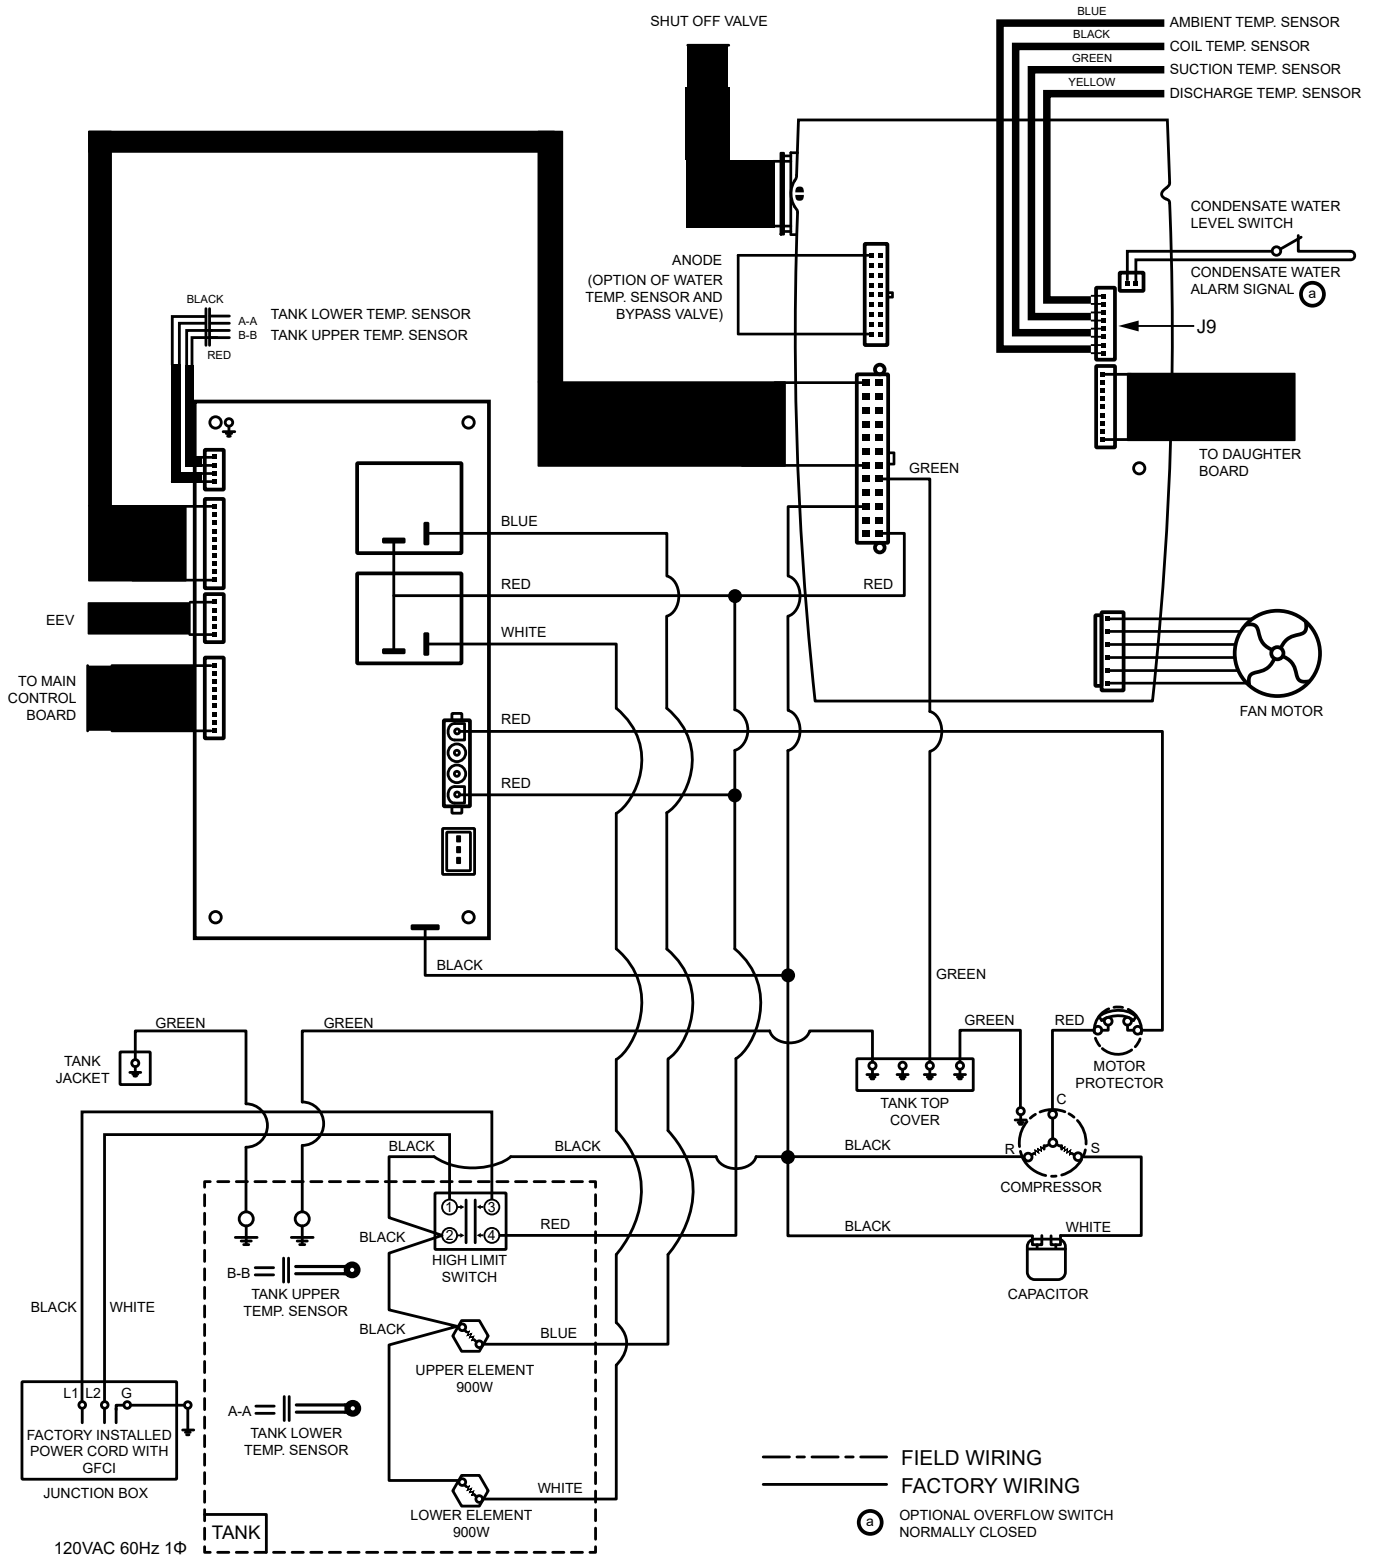 SHUT OFF VALVE
BLUE
AMBIENT TEMP. SENSOR
BLACK
COIL TEMP. SENSOR
GREEN
SUCTION TEMP. SENSOR
YELLOW
DISCHARGE TEMP. SENSOR
CONDENSATE WATER
LEVEL SWITCH
CONDENSATE WATER
ALARM SIGNAL a
J9
ANODE
(OPTION OF WATER
TEMP. SENSOR AND
BYPASS VALVE)
BLACK
A-A
TANK LOWER TEMP. SENSOR
B-B
TANK UPPER TEMP. SENSOR
RED
TO DAUGHTER
BOARD
GREEN
BLUE
RED
RED
WHITE
EEV
TO MAIN
CONTROL
BOARD
FAN MOTOR
RED
RED
BLACK
GREEN
GREEN
GREEN
GREEN
RED
TANK
JACKET
MOTOR
PROTECTOR
TANK TOP
COVER
C
R
S
COMPRESSOR
BLACK
BLACK
BLACK
1
3
2
4
BLACK
RED
BLACK
WHITE
HIGH LIMIT
SWITCH
CAPACITOR
B-B
TANK UPPER
TEMP. SENSOR
BLACK
WHITE
BLACK
BLUE
UPPER ELEMENT
900W
L1
L2
G
FACTORY INSTALLED
POWER CORD WITH
GFCI
JUNCTION BOX
A-A
TANK LOWER
TEMP. SENSOR
WHITE
LOWER ELEMENT
900W
TANK
120VAC 60Hz 1Φ
FIELD WIRING
FACTORY WIRING
a OPTIONAL OVERFLOW SWITCH
NORMALLY CLOSED